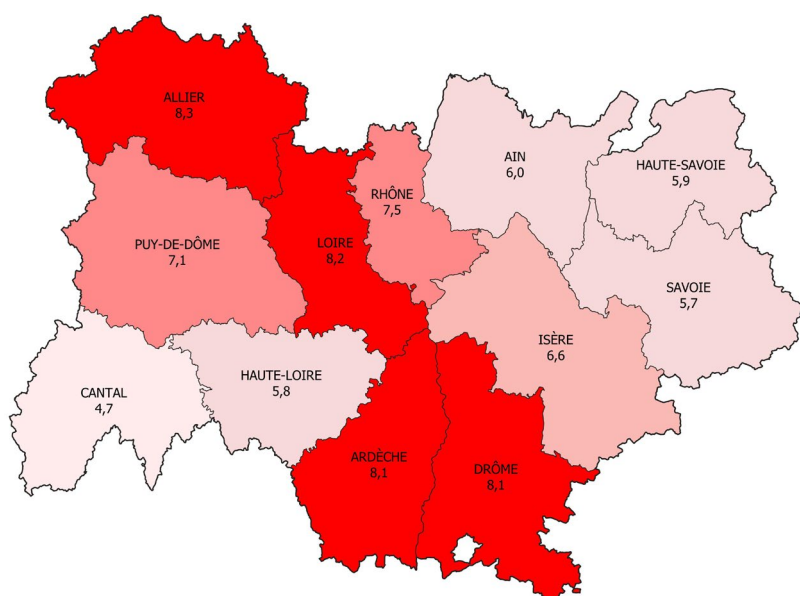 ALLIER
8,3
AIN
6,0
HAUTE-SAVOIE
5,9
RHÔNE
7,5
PUY-DE-DÔME
7,1
LOIRE
8,2
SAVOIE
5,7
ISÈRE
6,6
HAUTE-LOIRE
5,8
CANTAL
4,7
ARDÈCHE
8,1
DRÔME
8,1